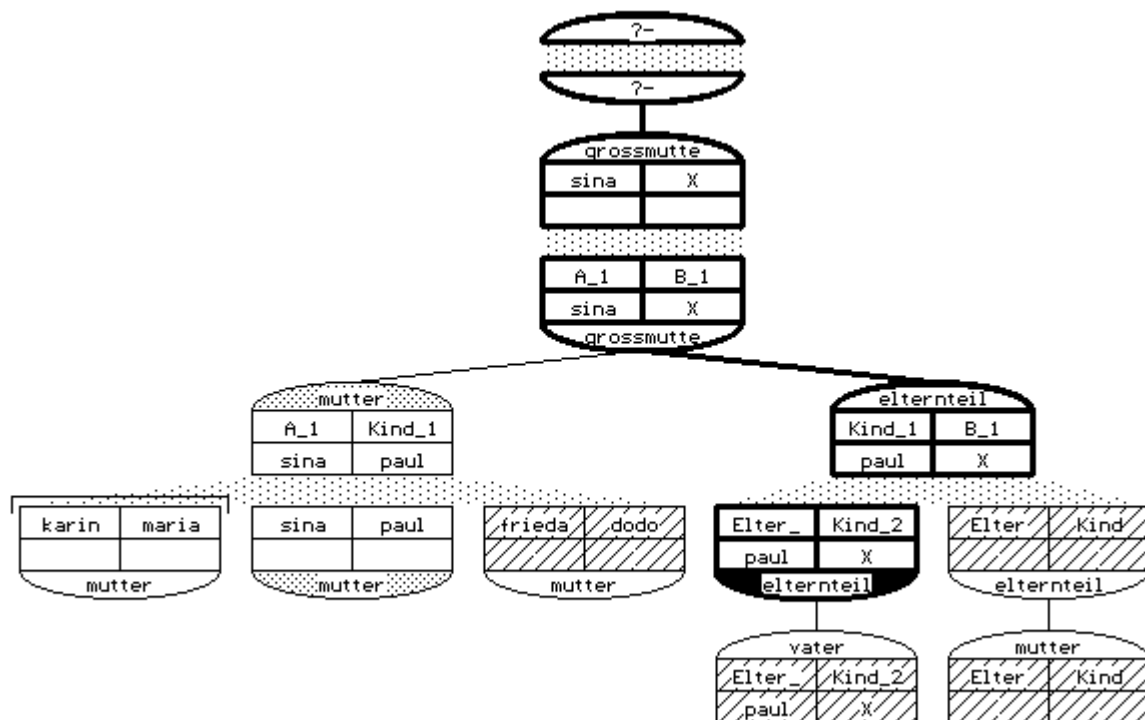 ?-
?-
grossmutte
sina X
A_1 B_1
sina X
grossmutte
mutter elternteil
A_1 Kind_1 Kind_1 B_1
sina paul paul X
karin maria sina paul frieda dodo Elter_ Kind_2 Elter Kind
paul X
mutter mutter mutter elternteil elternteil
vater mutter
Elter_ Kind_2 Elter Kind
paul X